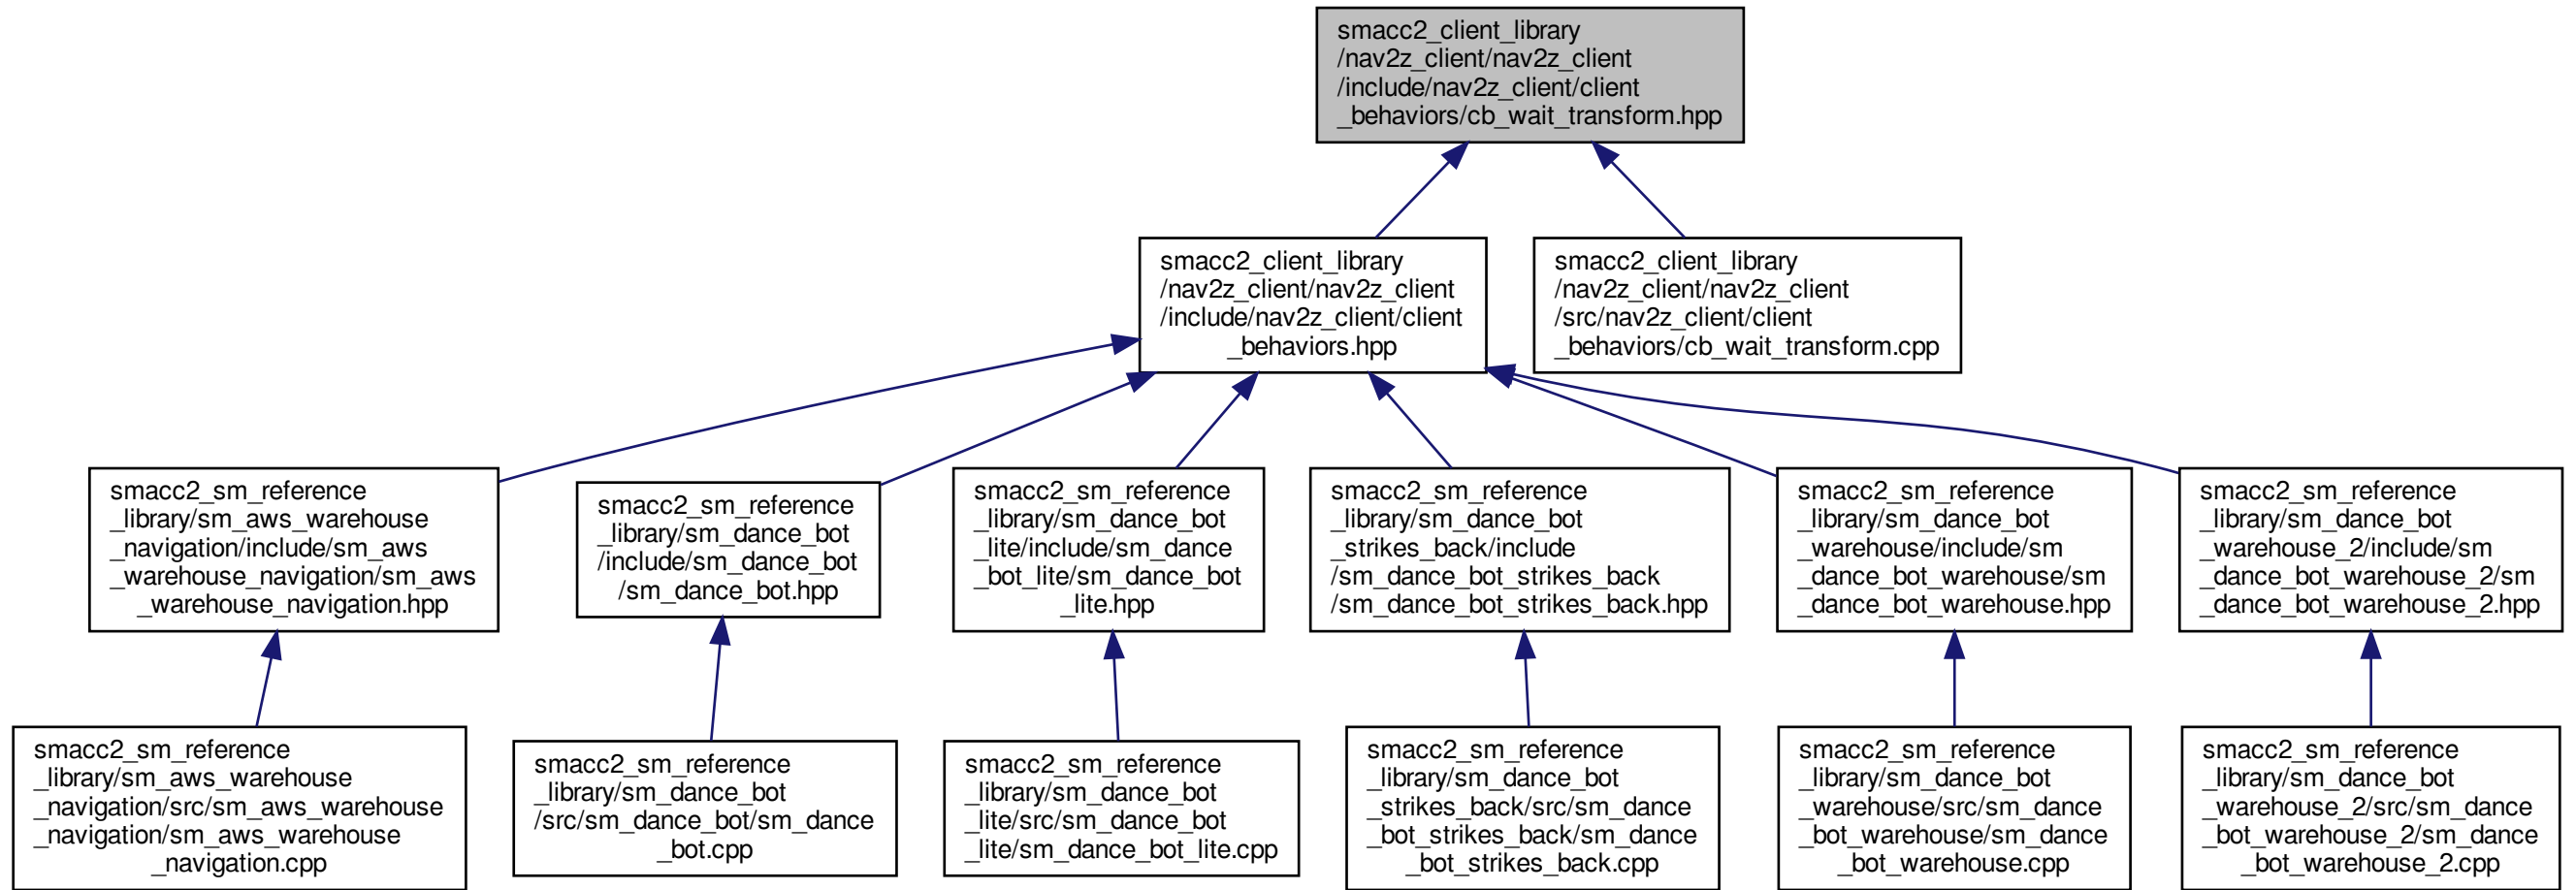 smacc2_client_library
/nav2z_client/nav2z_client
/include/nav2z_client/client
_behaviors/cb_wait_transform.hpp
smacc2_client_library
/nav2z_client/nav2z_client
/include/nav2z_client/client
_behaviors.hpp
smacc2_client_library
/nav2z_client/nav2z_client
/src/nav2z_client/client
_behaviors/cb_wait_transform.cpp
smacc2_sm_reference
_library/sm_aws_warehouse
_navigation/include/sm_aws
_warehouse_navigation/sm_aws
_warehouse_navigation.hpp
smacc2_sm_reference
_library/sm_dance_bot
/include/sm_dance_bot
/sm_dance_bot.hpp
smacc2_sm_reference
_library/sm_dance_bot
_lite/include/sm_dance
_bot_lite/sm_dance_bot
_lite.hpp
smacc2_sm_reference
_library/sm_dance_bot
_strikes_back/include
/sm_dance_bot_strikes_back
/sm_dance_bot_strikes_back.hpp
smacc2_sm_reference
_library/sm_dance_bot
_warehouse/include/sm
_dance_bot_warehouse/sm
_dance_bot_warehouse.hpp
smacc2_sm_reference
_library/sm_dance_bot
_warehouse_2/include/sm
_dance_bot_warehouse_2/sm
_dance_bot_warehouse_2.hpp
smacc2_sm_reference
_library/sm_aws_warehouse
_navigation/src/sm_aws_warehouse
_navigation/sm_aws_warehouse
_navigation.cpp
smacc2_sm_reference
_library/sm_dance_bot
/src/sm_dance_bot/sm_dance
_bot.cpp
smacc2_sm_reference
_library/sm_dance_bot
_lite/src/sm_dance_bot
_lite/sm_dance_bot_lite.cpp
smacc2_sm_reference
_library/sm_dance_bot
_strikes_back/src/sm_dance
_bot_strikes_back/sm_dance
_bot_strikes_back.cpp
smacc2_sm_reference
_library/sm_dance_bot
_warehouse/src/sm_dance
_bot_warehouse/sm_dance
_bot_warehouse.cpp
smacc2_sm_reference
_library/sm_dance_bot
_warehouse_2/src/sm_dance
_bot_warehouse_2/sm_dance
_bot_warehouse_2.cpp